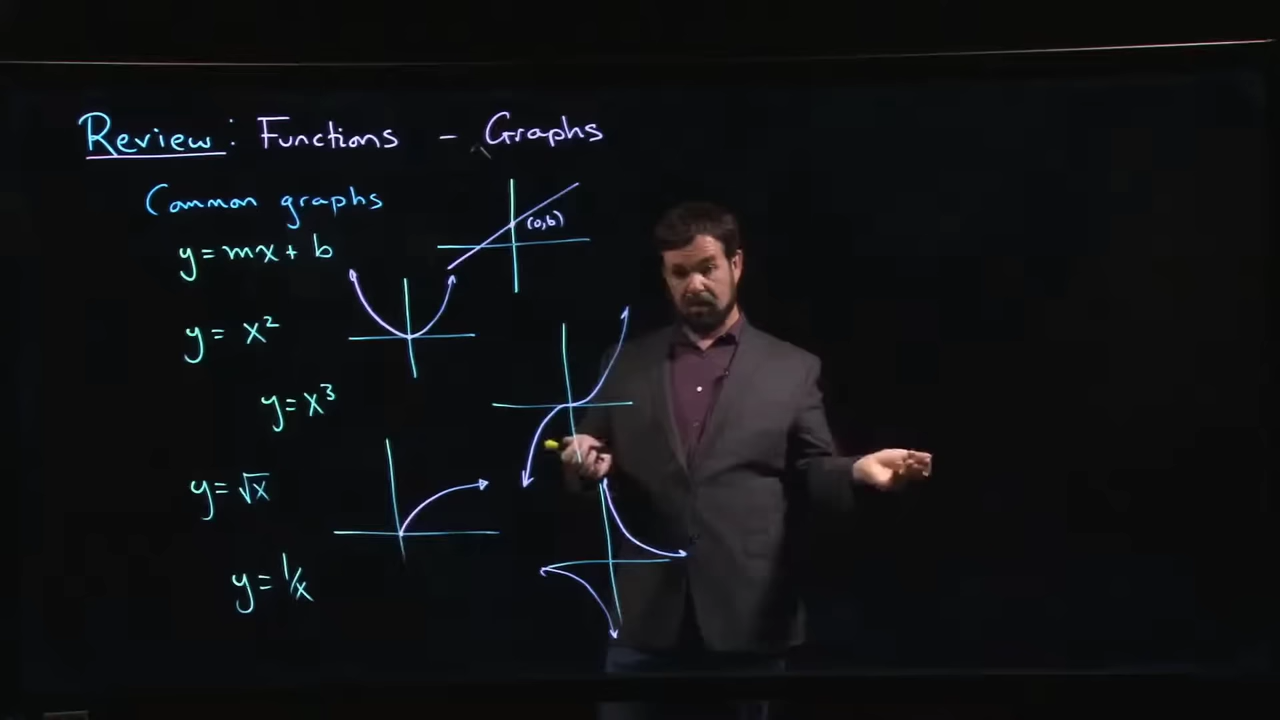 Review: Functions - Graphs
Common graphs
y = mx + b
(0,b)
y = x²
y = x³
y = √x
y = 1/x